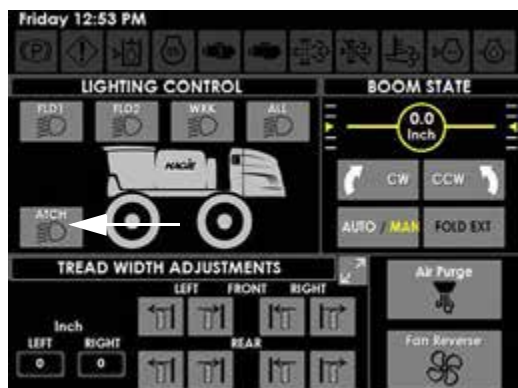 Friday 12:53 PM
LIGHTING CONTROL
FLD1 FLD2 WRK ALL
HAGIE
ATCH
BOOM STATE
0.0
Inch
CW CCW
AUTO / MAN FOLD EXT
TREAD WIDTH ADJUSTMENTS
LEFT FRONT RIGHT
Inch
LEFT RIGHT
REAR
0 0
Air Purge
Fan Reverse